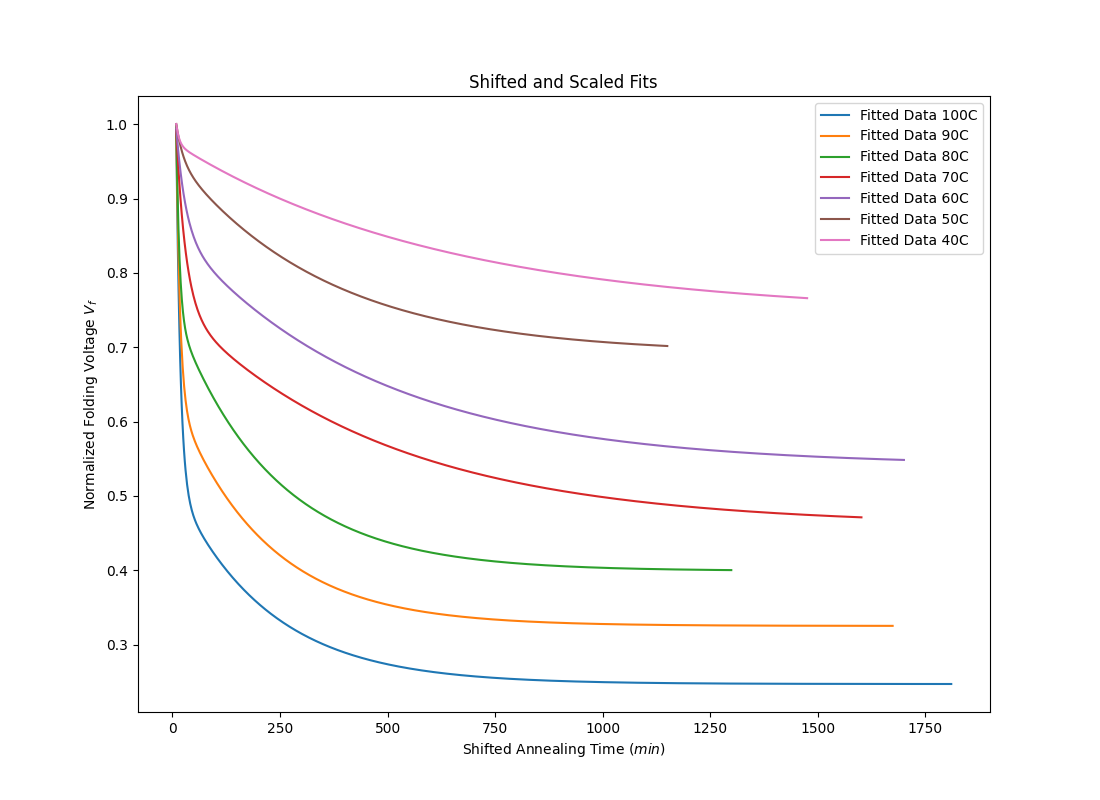 Shifted and Scaled Fits
Fitted Data 100C
Fitted Data 90C
Fitted Data 80C
Fitted Data 70C
Fitted Data 60C
Fitted Data 50C
Fitted Data 40C
Normalized Folding Voltage V_f
1.0
0.9
0.8
0.7
0.6
0.5
0.4
0.3
0 250 500 750 1000 1250 1500 1750
Shifted Annealing Time (min)